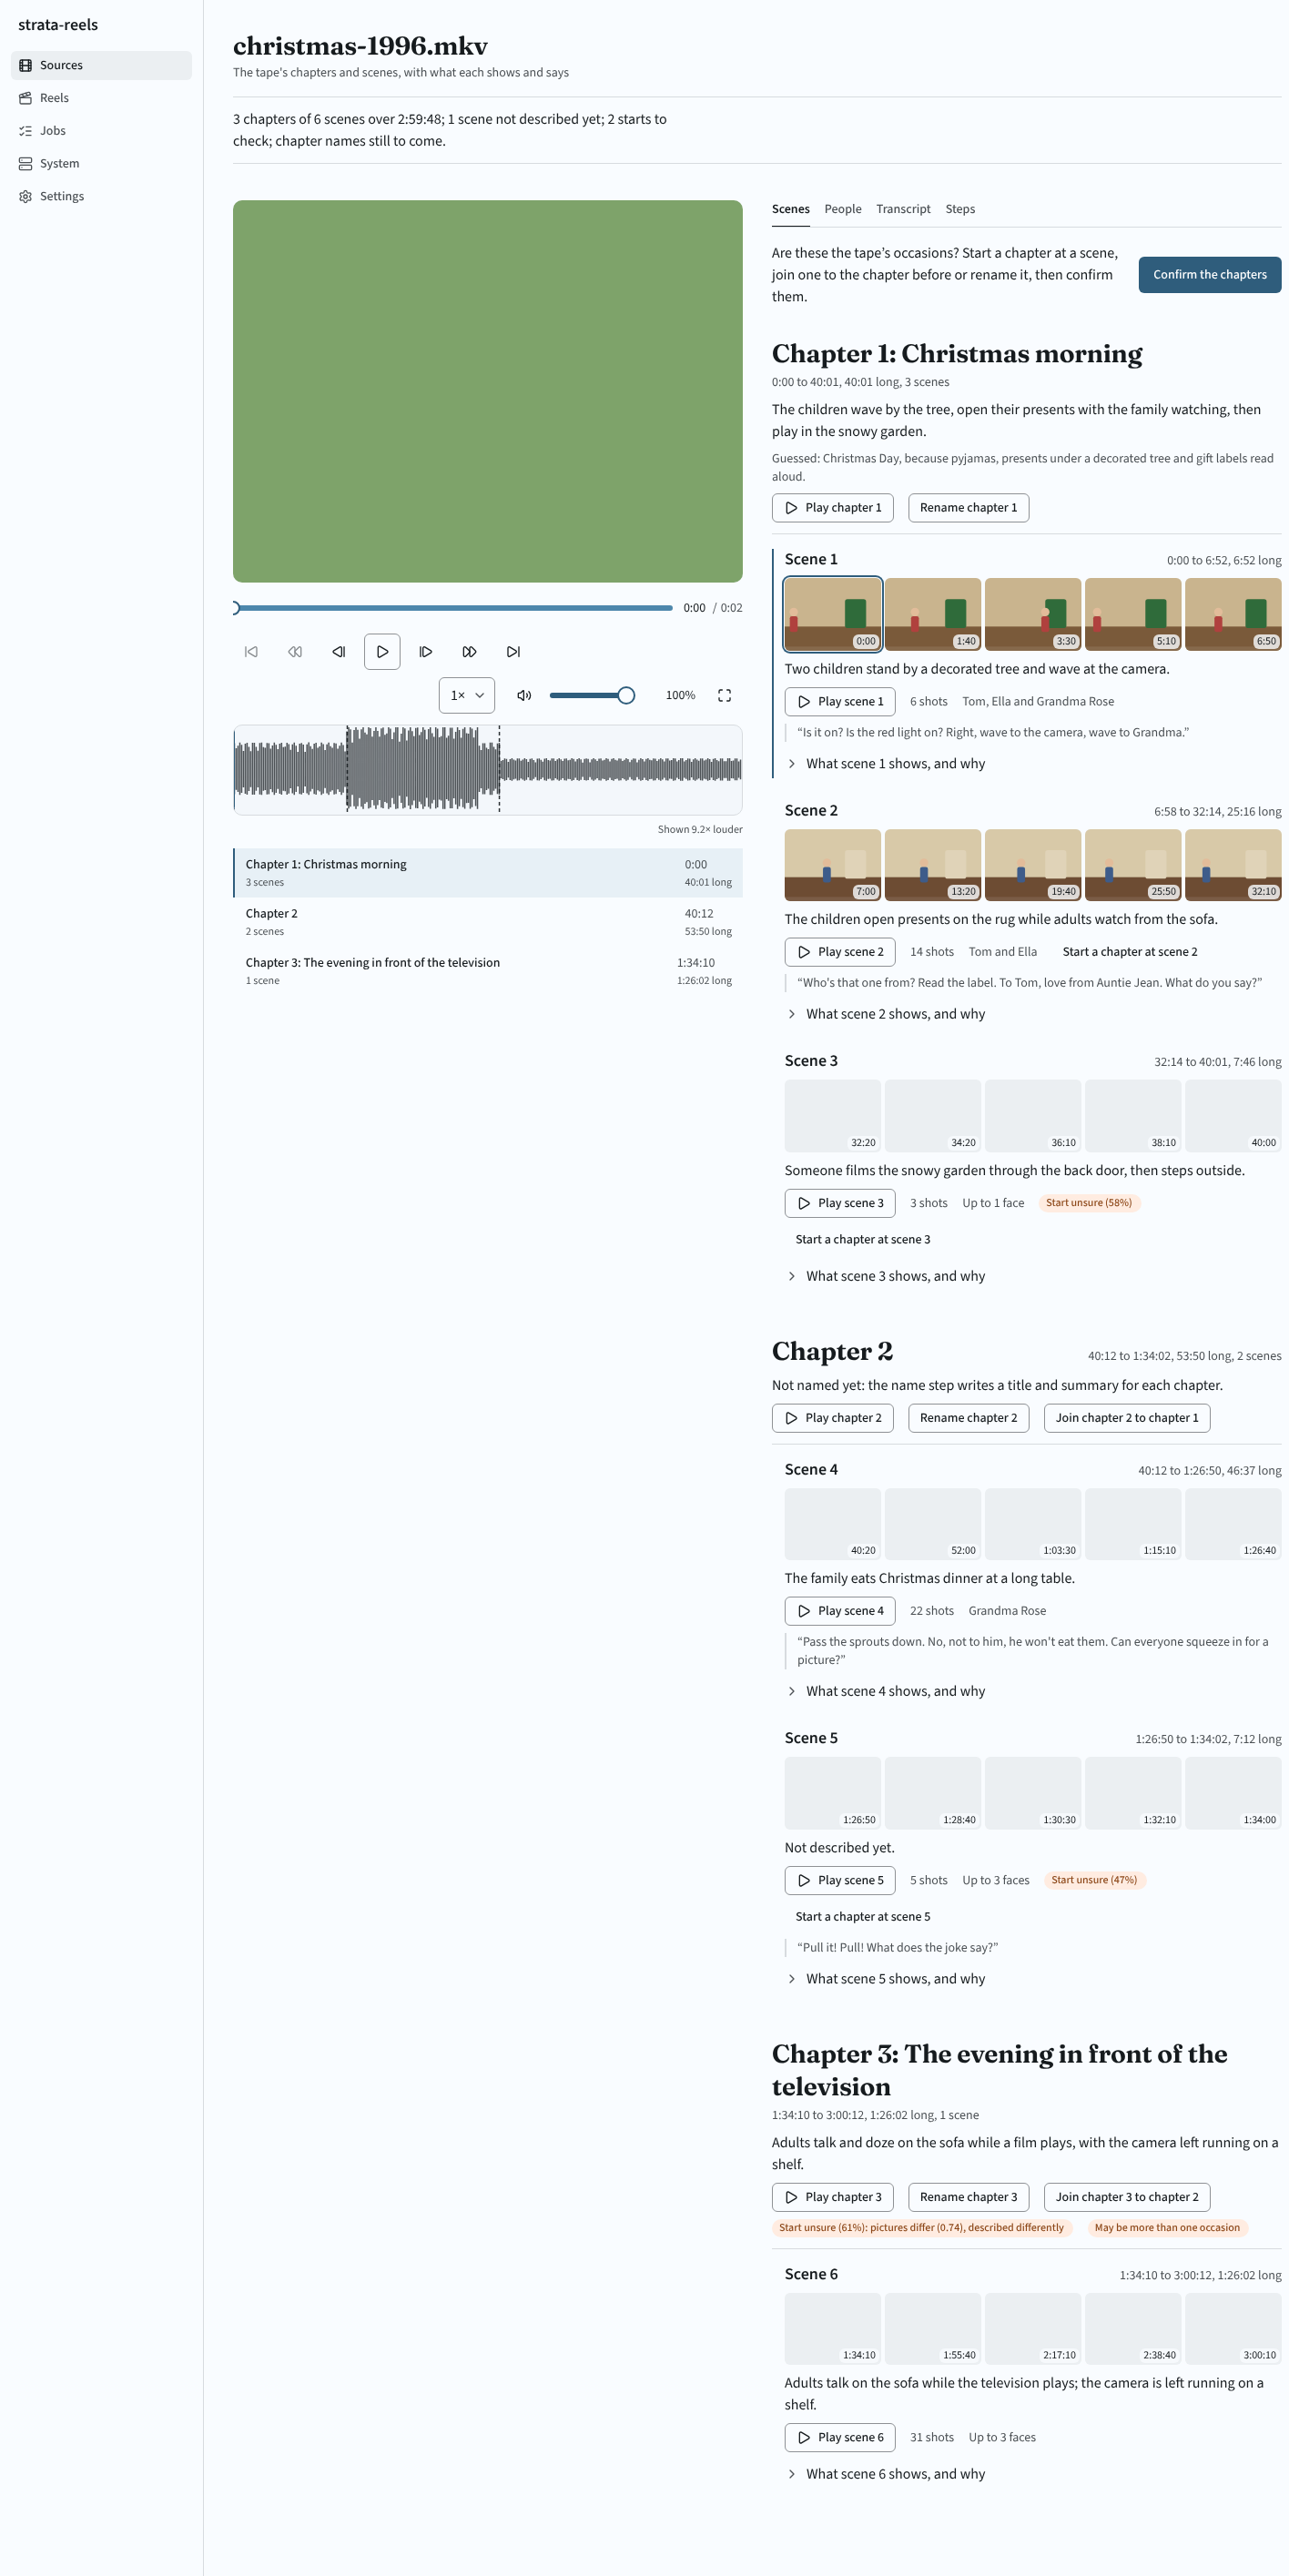 strata-reels
Sources
Reels
Jobs
System
Settings
christmas-1996.mkv
The tape's chapters and scenes, with what each shows and says
3 chapters of 6 scenes over 2:59:48; 1 scene not described yet; 2 starts to
check; chapter names still to come.
0:00 / 0:02
1×
100%
Shown 9.2× louder
Chapter 1: Christmas morning 0:00
3 scenes 40:01 long
Chapter 2 40:12
2 scenes 53:50 long
Chapter 3: The evening in front of the television 1:34:10
1 scene 1:26:02 long
Scenes People Transcript Steps
Are these the tape’s occasions? Start a chapter at a scene,
join one to the chapter before or rename it, then confirm
them.
Confirm the chapters
Chapter 1: Christmas morning
0:00 to 40:01, 40:01 long, 3 scenes
The children wave by the tree, open their presents with the family watching, then
play in the snowy garden.
Guessed: Christmas Day, because pyjamas, presents under a decorated tree and gift labels read
aloud.
Play chapter 1 Rename chapter 1
Scene 1 0:00 to 6:52, 6:52 long
0:00 1:40 3:30 5:10 6:50
Two children stand by a decorated tree and wave at the camera.
Play scene 1 6 shots Tom, Ella and Grandma Rose
“Is it on? Is the red light on? Right, wave to the camera, wave to Grandma.”
What scene 1 shows, and why
Scene 2 6:58 to 32:14, 25:16 long
7:00 13:20 19:40 25:50 32:10
The children open presents on the rug while adults watch from the sofa.
Play scene 2 14 shots Tom and Ella Start a chapter at scene 2
“Who's that one from? Read the label. To Tom, love from Auntie Jean. What do you say?”
What scene 2 shows, and why
Scene 3 32:14 to 40:01, 7:46 long
32:20 34:20 36:10 38:10 40:00
Someone films the snowy garden through the back door, then steps outside.
Play scene 3 3 shots Up to 1 face Start unsure (58%)
Start a chapter at scene 3
What scene 3 shows, and why
Chapter 2 40:12 to 1:34:02, 53:50 long, 2 scenes
Not named yet: the name step writes a title and summary for each chapter.
Play chapter 2 Rename chapter 2 Join chapter 2 to chapter 1
Scene 4 40:12 to 1:26:50, 46:37 long
40:20 52:00 1:03:30 1:15:10 1:26:40
The family eats Christmas dinner at a long table.
Play scene 4 22 shots Grandma Rose
“Pass the sprouts down. No, not to him, he won't eat them. Can everyone squeeze in for a
picture?”
What scene 4 shows, and why
Scene 5 1:26:50 to 1:34:02, 7:12 long
1:26:50 1:28:40 1:30:30 1:32:10 1:34:00
Not described yet.
Play scene 5 5 shots Up to 3 faces Start unsure (47%)
Start a chapter at scene 5
“Pull it! Pull! What does the joke say?”
What scene 5 shows, and why
Chapter 3: The evening in front of the
television
1:34:10 to 3:00:12, 1:26:02 long, 1 scene
Adults talk and doze on the sofa while a film plays, with the camera left running on a
shelf.
Play chapter 3 Rename chapter 3 Join chapter 3 to chapter 2
Start unsure (61%): pictures differ (0.74), described differently May be more than one occasion
Scene 6 1:34:10 to 3:00:12, 1:26:02 long
1:34:10 1:55:40 2:17:10 2:38:40 3:00:10
Adults talk on the sofa while the television plays; the camera is left running on a
shelf.
Play scene 6 31 shots Up to 3 faces
What scene 6 shows, and why